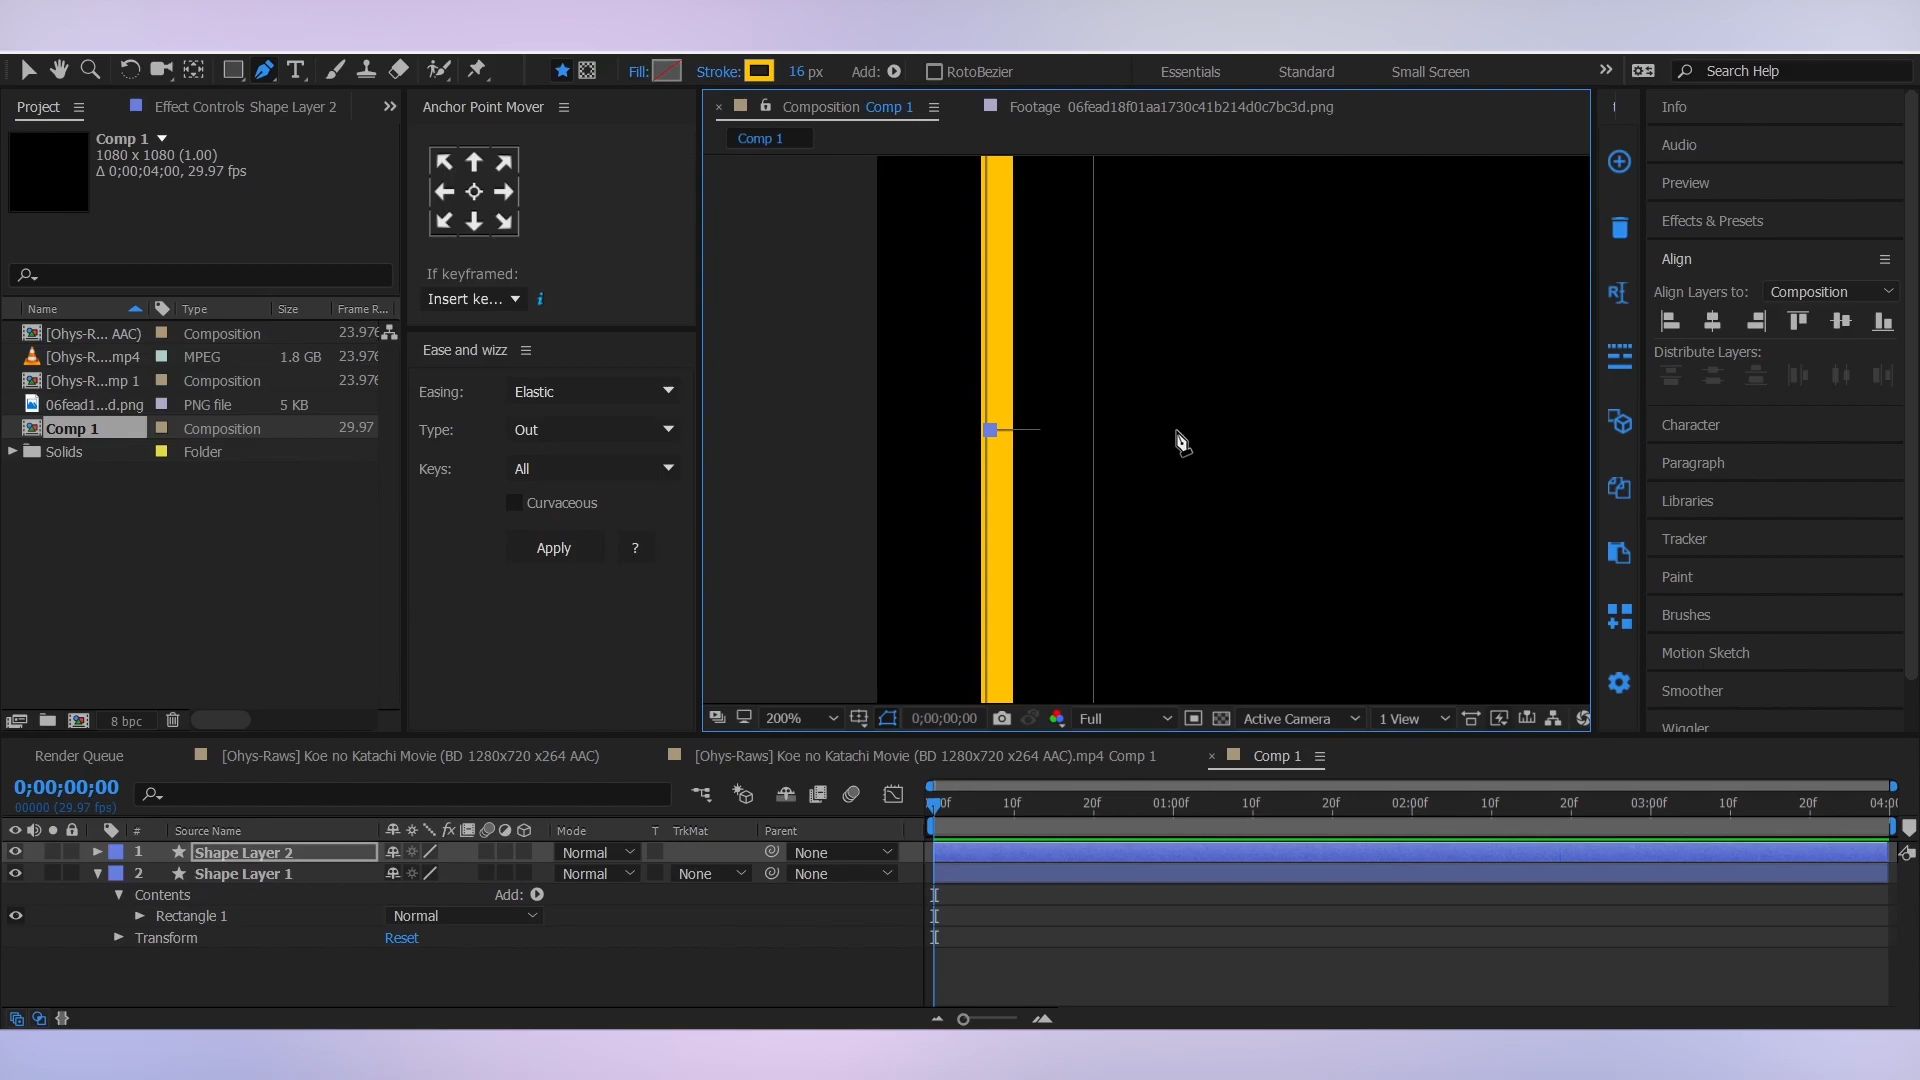 Fill:
Stroke:
16 px
Add:
RotoBezier
Essentials
Standard
Small Screen
Search Help
Project
Effect Controls Shape Layer 2
Anchor Point Mover
Composition Comp 1
Footage 06fead18f01aa1730c41b214d0c7bc3d.png
Info
Comp 1
1080 x 1080 (1.00)
Δ 0;00;04;00, 29.97 fps
Comp 1
Audio
Preview
Effects & Presets
Align
Align Layers to:
Composition
Distribute Layers:
If keyframed:
Insert ke...
Name
Type
Size
Frame R...
[Ohys-R... AAC)
Composition
23.976
[Ohys-R....mp4
MPEG
1.8 GB
23.976
[Ohys-R...mp 1
Composition
23.976
06fead1...d.png
PNG file
5 KB
Comp 1
Composition
29.97
Solids
Folder
Ease and wizz
Easing:
Elastic
Type:
Out
Keys:
All
Curvaceous
Apply
?
Character
Paragraph
Libraries
Tracker
Paint
Brushes
Motion Sketch
Smoother
Wiggler
8 bpc
200%
0;00;00;00
Full
Active Camera
1 View
Render Queue
[Ohys-Raws] Koe no Katachi Movie (BD 1280x720 x264 AAC)
[Ohys-Raws] Koe no Katachi Movie (BD 1280x720 x264 AAC).mp4 Comp 1
Comp 1
0;00;00;00
00000 (29.97 fps)
10f
20f
01:00f
10f
20f
02:00f
10f
20f
03:00f
10f
20f
#
Source Name
fx
Mode
T
TrkMat
Parent
1
Shape Layer 2
Normal
None
2
Shape Layer 1
Normal
None
None
Contents
Add:
Rectangle 1
Normal
Transform
Reset